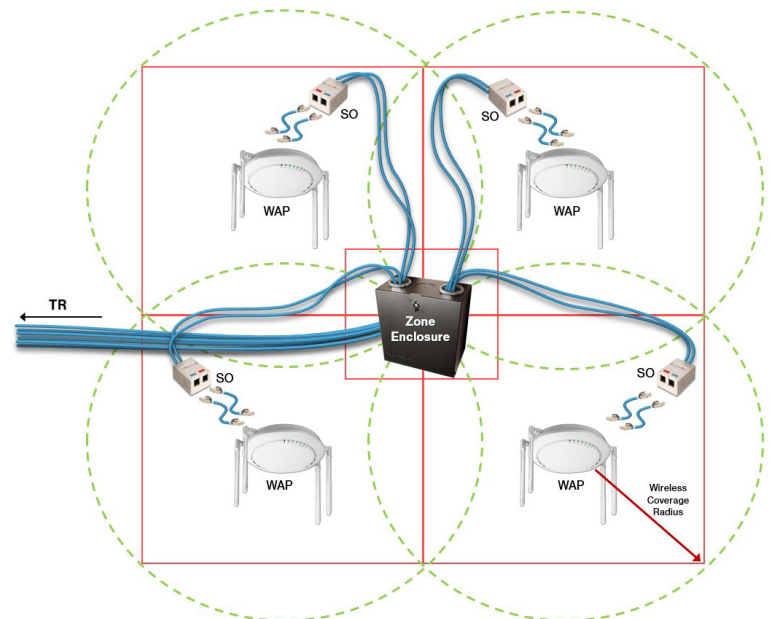 SO
SO
WAP
WAP
TR
Zone
Enclosure
SO
SO
WAP
WAP
Wireless
Coverage
Radius